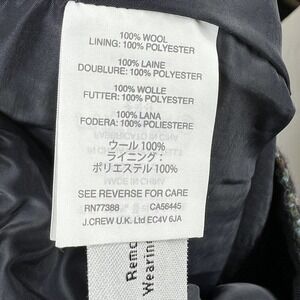 100% WOOL
LINING: 100% POLYESTER
100% LAINE
DOUBLURE: 100% POLYESTER
100% WOLLE
FUTTER: 100% POLYESTER
100% LANA
FODERA: 100% POLIESTERE
ウール 100%
ライニング：
ポリエステル 100%
SEE REVERSE FOR CARE
RN77388 CA56445
J.CREW U.K. Ltd EC4V 6JA
Remo
Wearin